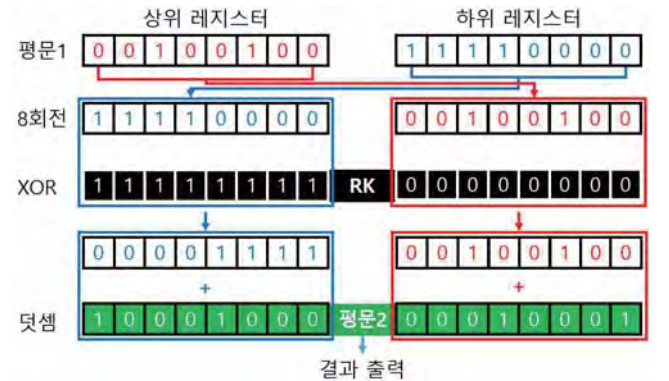 상위 레지스터 하위 레지스터
평문1 0 0 1 0 0 1 0 0 1 1 1 1 0 0 0 0
8회전 1 1 1 1 0 0 0 0 0 0 1 0 0 1 0 0
XOR 1 1 1 1 1 1 1 1 RK 0 0 0 0 0 0 0 0
0 0 0 0 1 1 1 1 0 0 1 0 0 1 0 0
+ +
덧셈 1 0 0 0 1 0 0 0 평문2 0 0 0 1 0 0 0 1
결과 출력